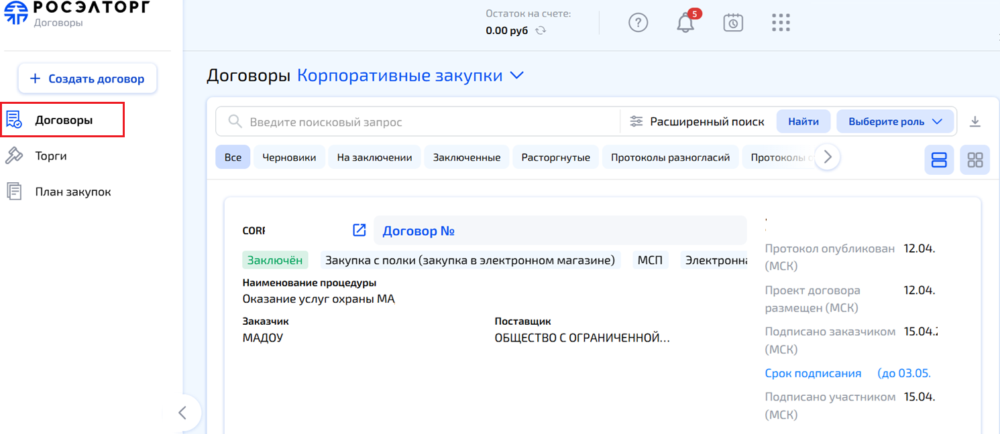 РОСЭЛТОРГ
Договоры
Остаток на счете:
0.00 руб
5
Создать договор
Договоры
Торги
План закупок
Договоры Корпоративные закупки
Введите поисковый запрос
Расширенный поиск
Найти
Выберите роль
Все
Черновики
На заключении
Заключенные
Расторгнутые
Протоколы разногласий
Протоколы
CORP
Договор №
Заключён
Закупка с полки (закупка в электронном магазине)
МСП
Электронна
Наименование процедуры
Оказание услуг охраны МА
Заказчик
МАДОУ
Поставщик
ОБЩЕСТВО С ОГРАНИЧЕННОЙ...
Протокол опубликован 12.04.
(МСК)
Проект договора 12.04.
размещен (МСК)
Подписано заказчиком 15.04.
(МСК)
Срок подписания (до 03.05.
Подписано участником 15.04.
(МСК)